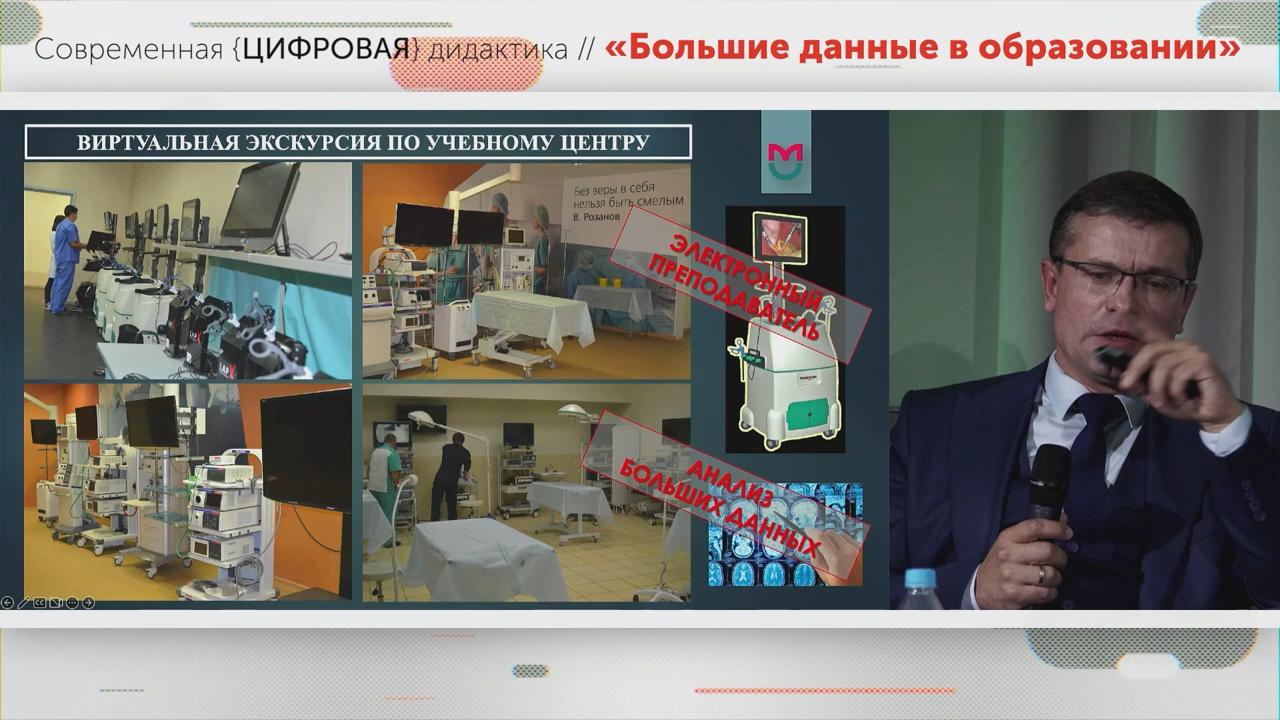 Современная {ЦИФРОВАЯ} дидактика // «Большие данные в образовании»
ВИРТУАЛЬНАЯ ЭКСКУРСИЯ ПО УЧЕБНОМУ ЦЕНТРУ
Без веры в себя
нельзя быть смелым
В. Розанов
ЭЛЕКТРОННЫЙ
ПРЕПОДАВАТЕЛЬ
АНАЛИЗ
БОЛЬШИХ ДАННЫХ